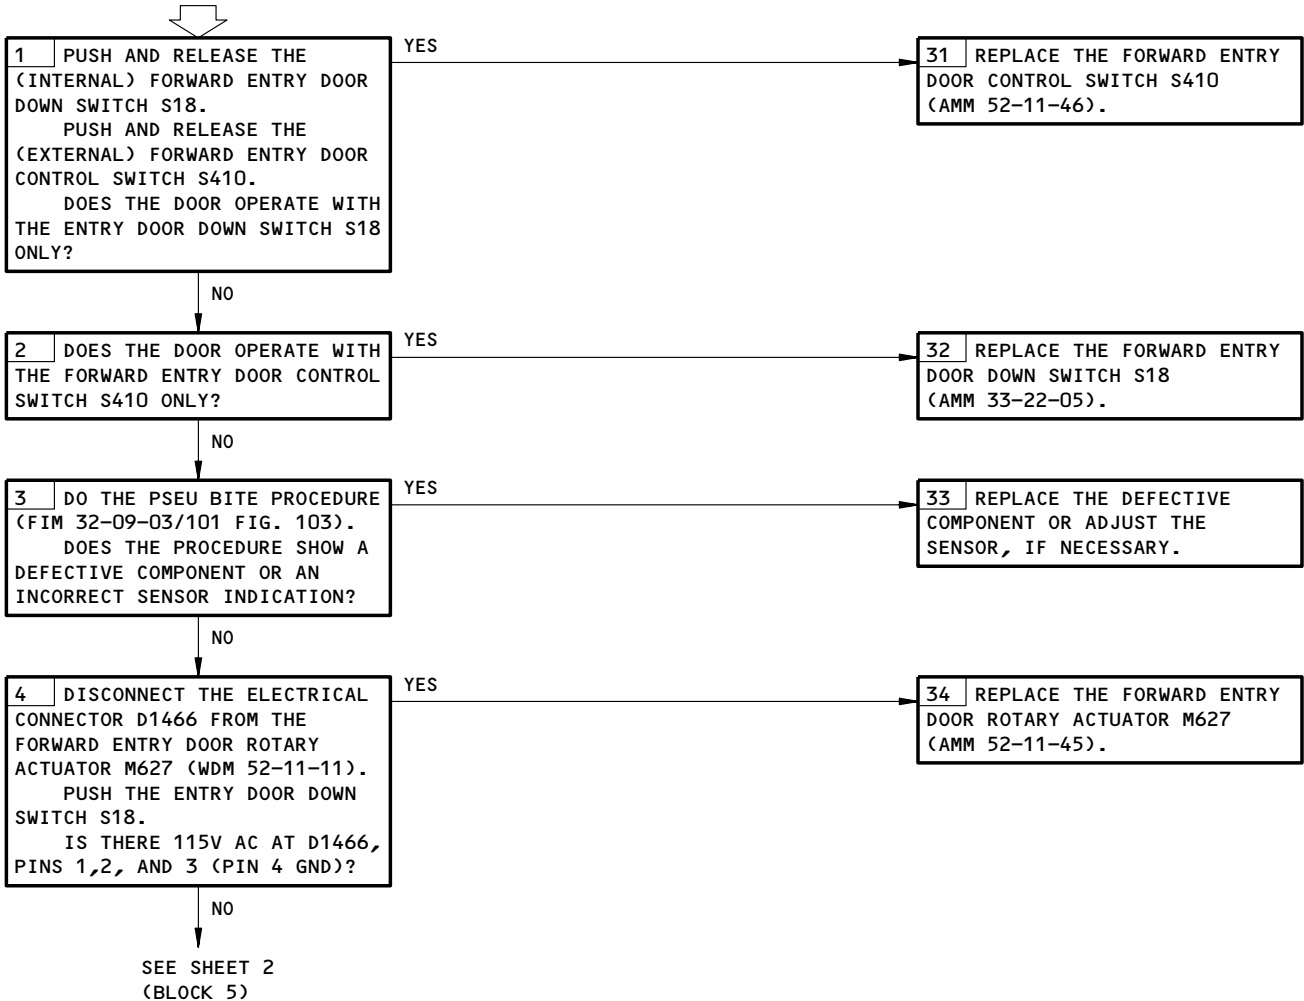 1 PUSH AND RELEASE THE
(INTERNAL) FORWARD ENTRY DOOR
DOWN SWITCH S18.
PUSH AND RELEASE THE
(EXTERNAL) FORWARD ENTRY DOOR
CONTROL SWITCH S410.
DOES THE DOOR OPERATE WITH
THE ENTRY DOOR DOWN SWITCH S18
ONLY?
YES
31 REPLACE THE FORWARD ENTRY
DOOR CONTROL SWITCH S410
(AMM 52-11-46).
NO
2 DOES THE DOOR OPERATE WITH
THE FORWARD ENTRY DOOR CONTROL
SWITCH S410 ONLY?
YES
32 REPLACE THE FORWARD ENTRY
DOOR DOWN SWITCH S18
(AMM 33-22-05).
NO
3 DO THE PSEU BITE PROCEDURE
(FIM 32-09-03/101 FIG. 103).
DOES THE PROCEDURE SHOW A
DEFECTIVE COMPONENT OR AN
INCORRECT SENSOR INDICATION?
YES
33 REPLACE THE DEFECTIVE
COMPONENT OR ADJUST THE
SENSOR, IF NECESSARY.
NO
4 DISCONNECT THE ELECTRICAL
CONNECTOR D1466 FROM THE
FORWARD ENTRY DOOR ROTARY
ACTUATOR M627 (WDM 52-11-11).
PUSH THE ENTRY DOOR DOWN
SWITCH S18.
IS THERE 115V AC AT D1466,
PINS 1,2, AND 3 (PIN 4 GND)?
YES
34 REPLACE THE FORWARD ENTRY
DOOR ROTARY ACTUATOR M627
(AMM 52-11-45).
NO
SEE SHEET 2
(BLOCK 5)